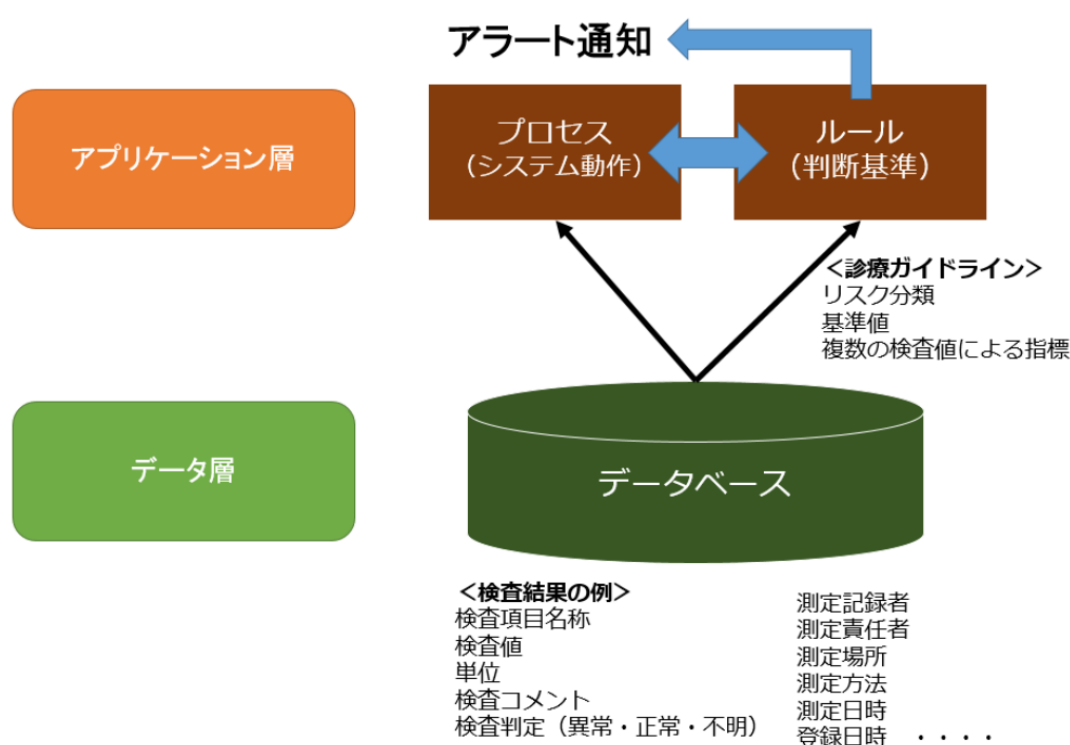 アラート通知
アプリケーション層
プロセス
（システム動作）
ルール
（判断基準）
＜診療ガイドライン＞
リスク分類
基準値
複数の検査値による指標
データ層
データベース
＜検査結果の例＞
検査項目名称
検査値
単位
検査コメント
検査判定（異常・正常・不明）
測定記録者
測定責任者
測定場所
測定方法
測定日時
登録日時　・・・・